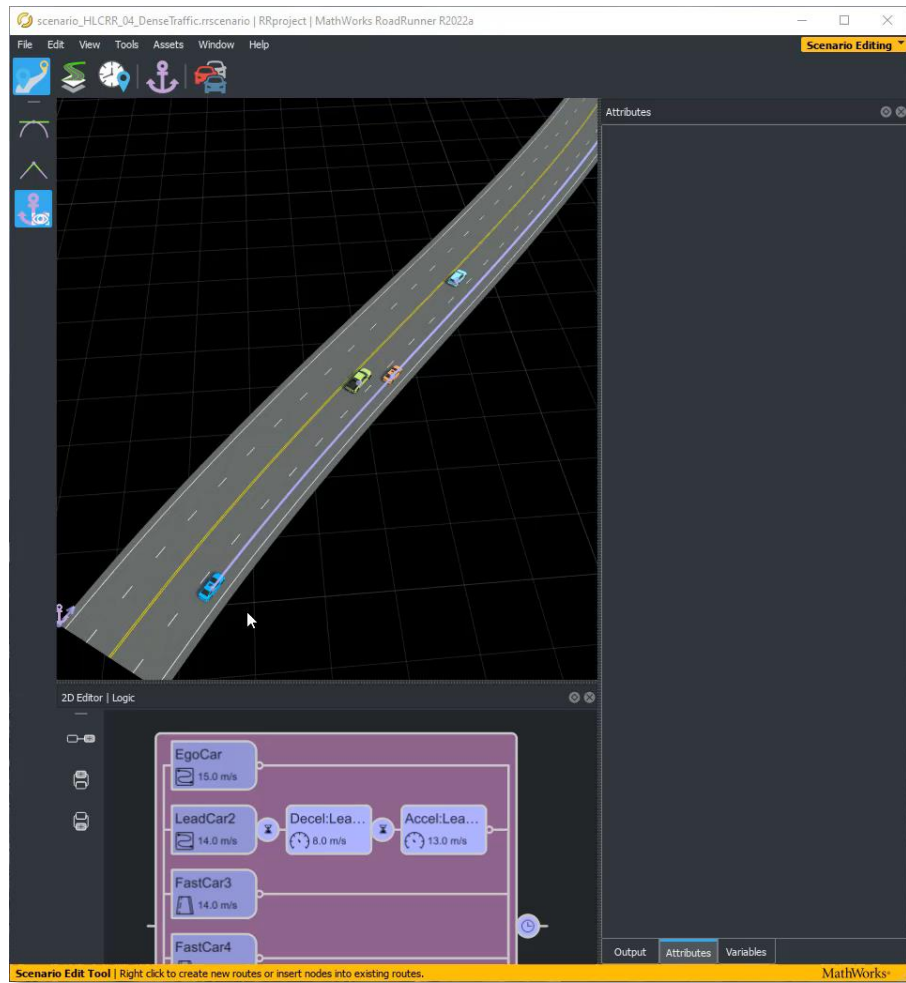 scenario_HLCRR_04_DenseTraffic.rrscenario | RRproject | MathWorks RoadRunner R2022a
File Edit View Tools Assets Window Help
Scenario Editing
Attributes
2D Editor | Logic
EgoCar
15.0 m/s
LeadCar2
14.0 m/s
Decel:Lea...
8.0 m/s
Accel:Lea...
13.0 m/s
FastCar3
14.0 m/s
FastCar4
Output Attributes Variables
Scenario Edit Tool | Right click to create new routes or insert nodes into existing routes.
MathWorks